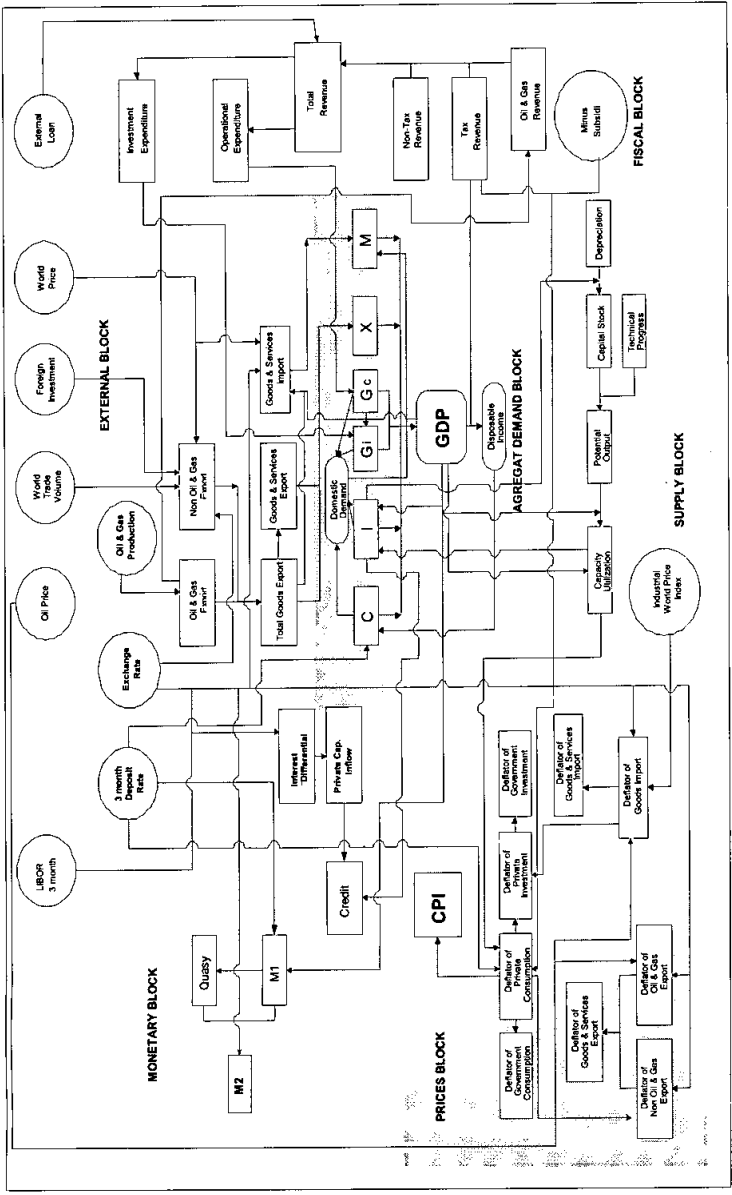 LIBOR
3 month
3 month
Deposit
Rate
Exchange
Rate
Oil Price
World
Trade
Volume
Foreign
Investment
World
Price
External
Loan
EXTERNAL BLOCK
Oil & Gas
Production
Oil & Gas
Export
Non Oil & Gas
Export
Total Goods Export
Goods & Services
Export
Goods & Services
Import
Investment
Expenditure
Operational
Expenditure
Total
Revenue
Non-Tax
Revenue
Tax
Revenue
Oil & Gas
Revenue
Minus
Subsidi
FISCAL BLOCK
MONETARY BLOCK
M2
Quasy
M1
Credit
Interest
Differential
Private Cap.
Inflow
Domestic
Demand
C
I
Gi
Gc
X
M
GDP
Disposable
Income
AGREGAT DEMAND BLOCK
PRICES BLOCK
CPI
Deflator of
Government
Consumption
Deflator of
Private
Consumption
Deflator of
Private
Investment
Deflator of
Government
Investment
Deflator of
Non Oil & Gas
Export
Deflator of
Goods & Services
Export
Deflator of
Oil & Gas
Export
Deflator of
Goods Import
Deflator of
Goods & Services
Import
Industrial
World Price
Index
SUPPLY BLOCK
Capacity
Utilization
Potential
Output
Capital Stock
Depreciation
Technical
Progress